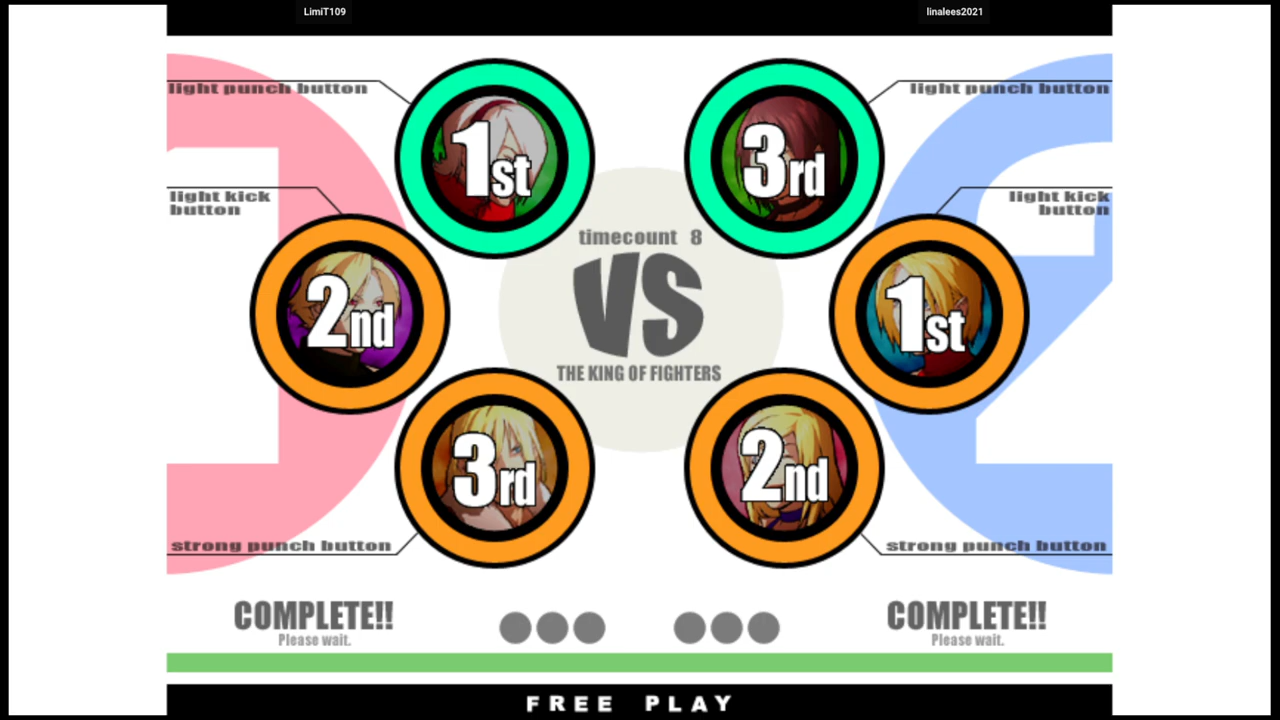 LimiT109
linalees2021
light punch button
light punch button
1st
3rd
light kick
button
light kick
button
timecount 8
VS
THE KING OF FIGHTERS
2nd
1st
3rd
2nd
strong punch button
strong punch button
COMPLETE!!
Please wait.
COMPLETE!!
Please wait.
FREE PLAY